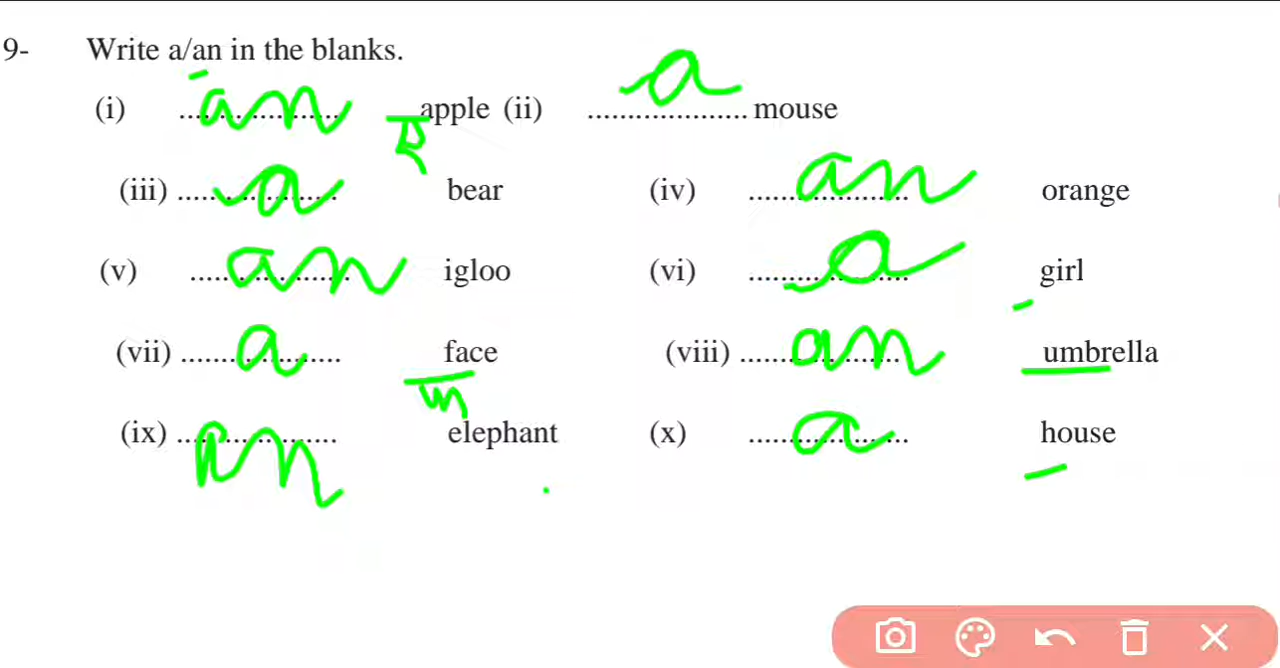 9- Write a/an in the blanks.
(i) ....an.... apple (ii) ....a.... mouse
ए
(iii) ....a.... bear (iv) ....an.... orange
(v) ....an.... igloo (vi) ....a.... girl
(vii) ....a.... face (viii) ....an.... umbrella
(ix) ....an.... elephant (x) ....a.... house